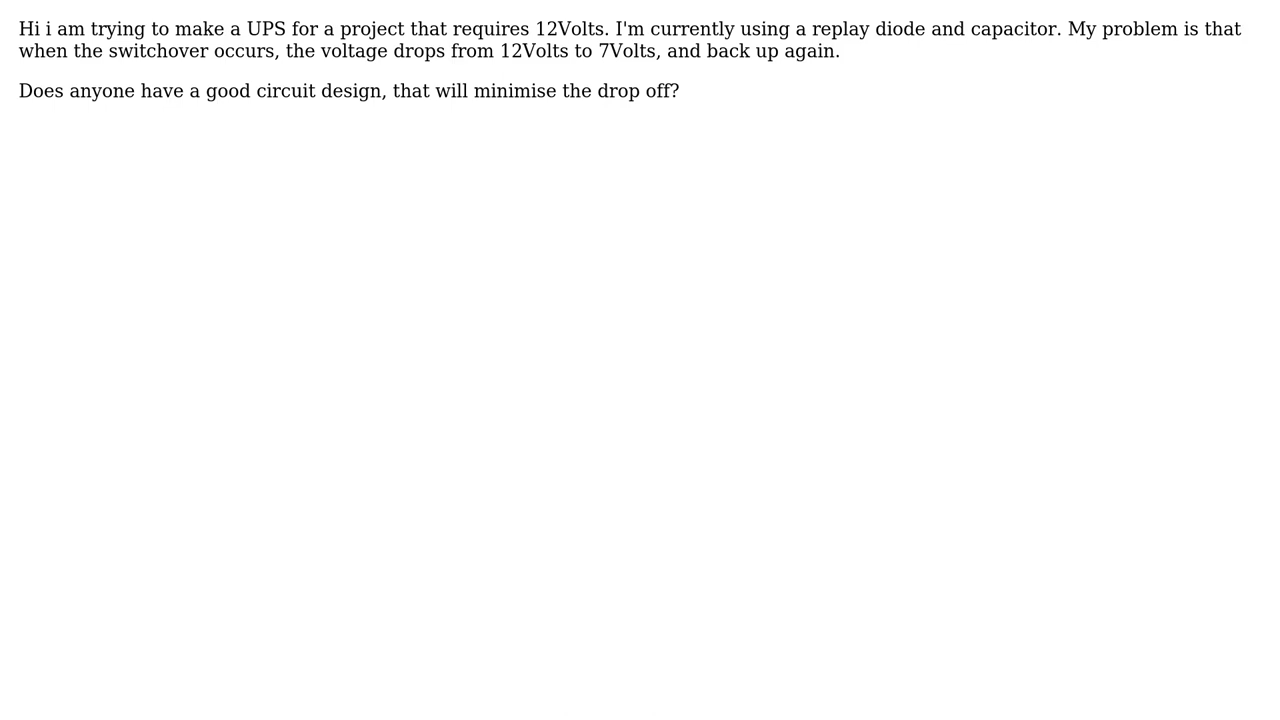 Hi i am trying to make a UPS for a project that requires 12Volts. I'm currently using a replay diode and capacitor. My problem is that
when the switchover occurs, the voltage drops from 12Volts to 7Volts, and back up again.
Does anyone have a good circuit design, that will minimise the drop off?